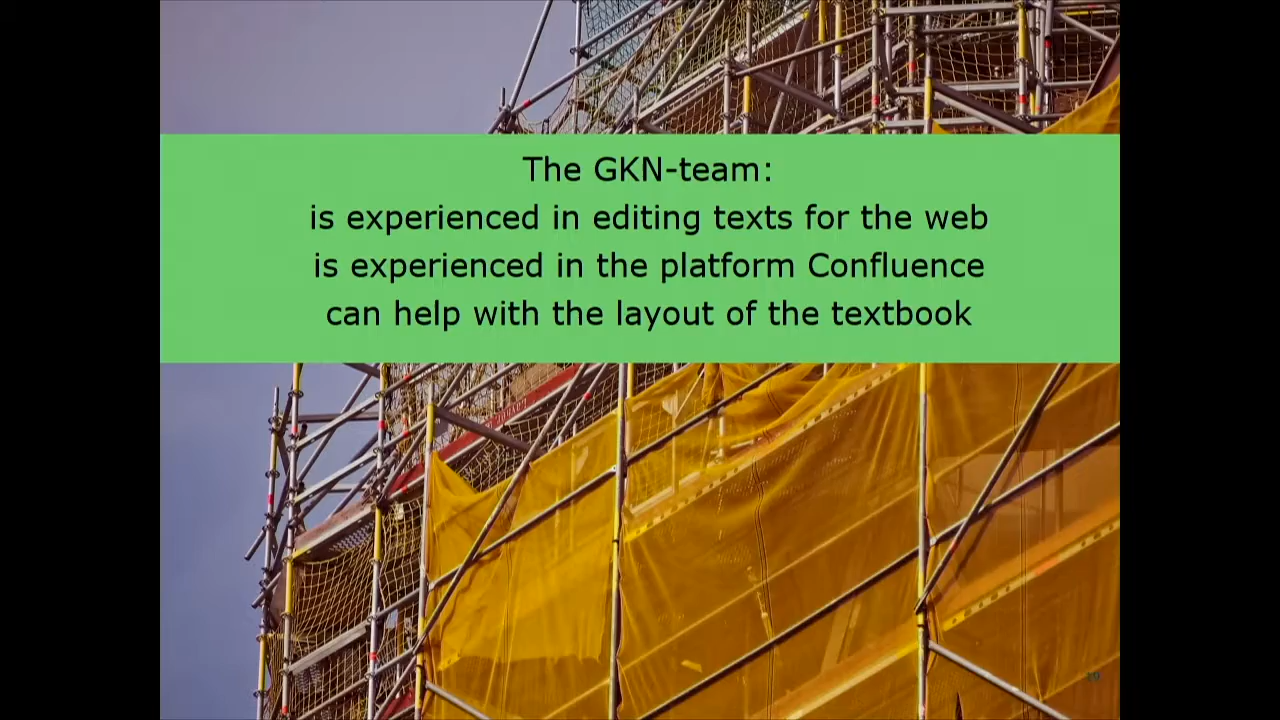 The GKN-team:
is experienced in editing texts for the web
is experienced in the platform Confluence
can help with the layout of the textbook